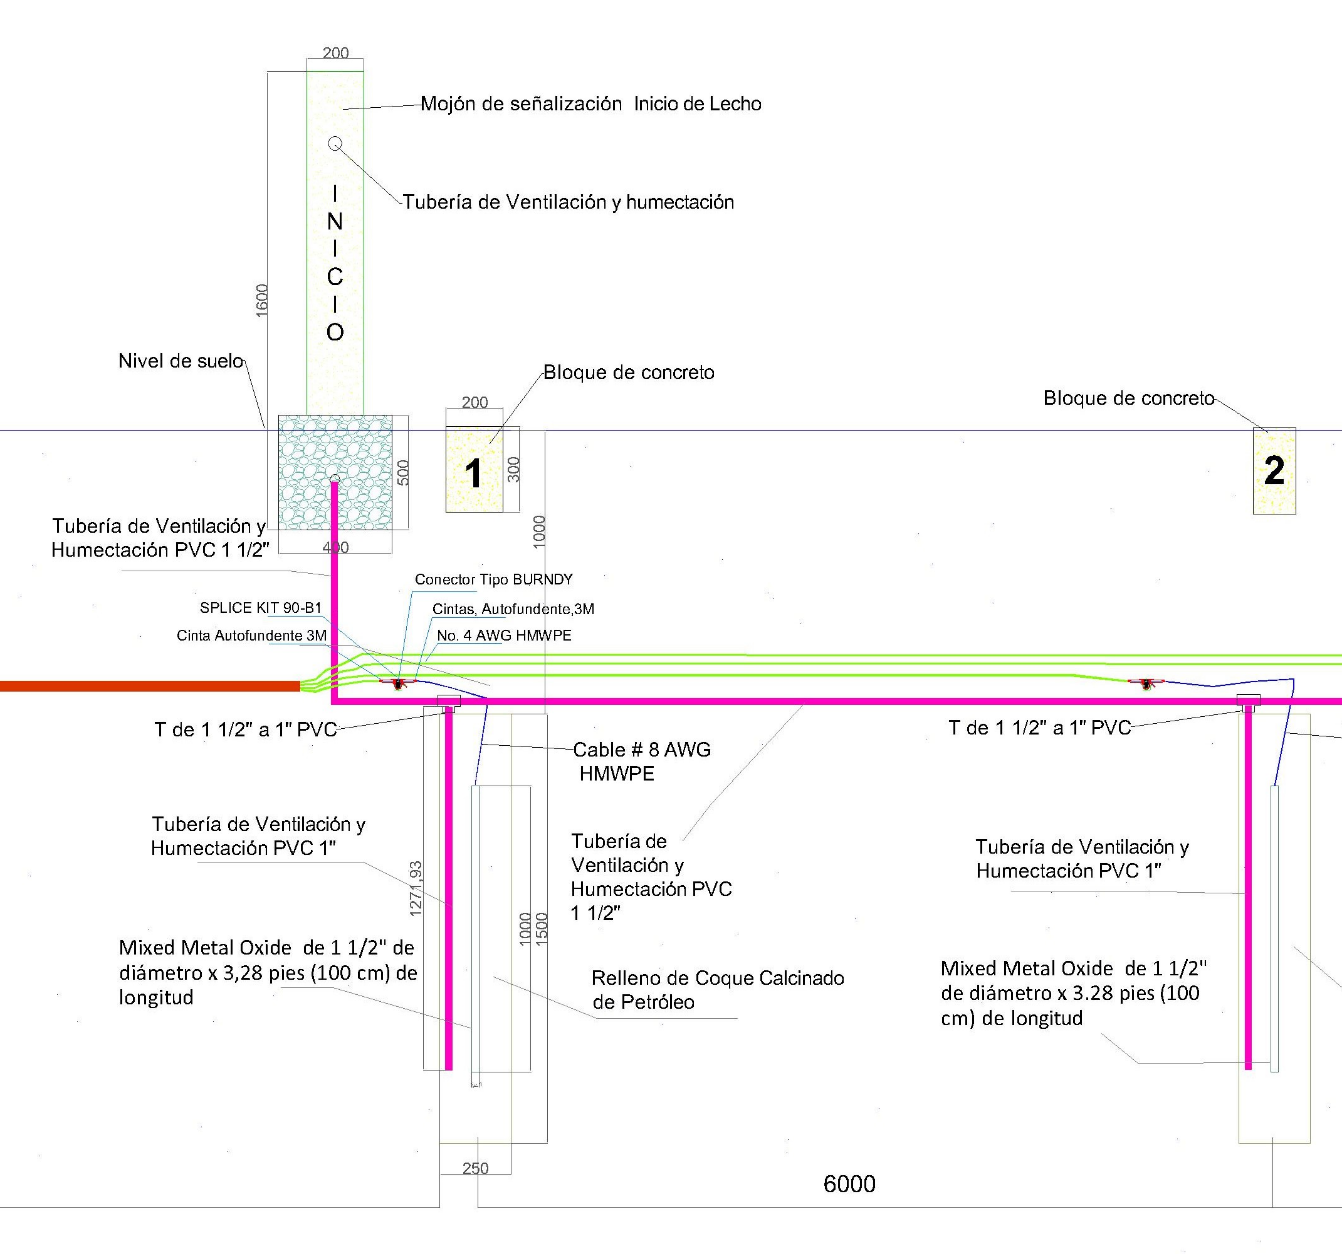 200
Mojón de señalización Inicio de Lecho
Tubería de Ventilación y humectación
I
N
I
C
I
O
1600
Nivel de suelo
Bloque de concreto
Bloque de concreto
200
1
300
500
2
400
1000
Tubería de Ventilación y
Humectación PVC 1 1/2"
Conector Tipo BURNDY
SPLICE KIT 90-B1
Cintas, Autofundente,3M
Cinta Autofundente 3M
No. 4 AWG HMWPE
T de 1 1/2" a 1" PVC
T de 1 1/2" a 1" PVC
Cable # 8 AWG
HMWPE
Tubería de Ventilación y
Humectación PVC 1"
Tubería de
Ventilación y
Humectación PVC
1 1/2"
Tubería de Ventilación y
Humectación PVC 1"
1271,93
1000
1500
Mixed Metal Oxide de 1 1/2" de
diámetro x 3,28 pies (100 cm) de
longitud
Relleno de Coque Calcinado
de Petróleo
Mixed Metal Oxide de 1 1/2"
de diámetro x 3.28 pies (100
cm) de longitud
250
6000